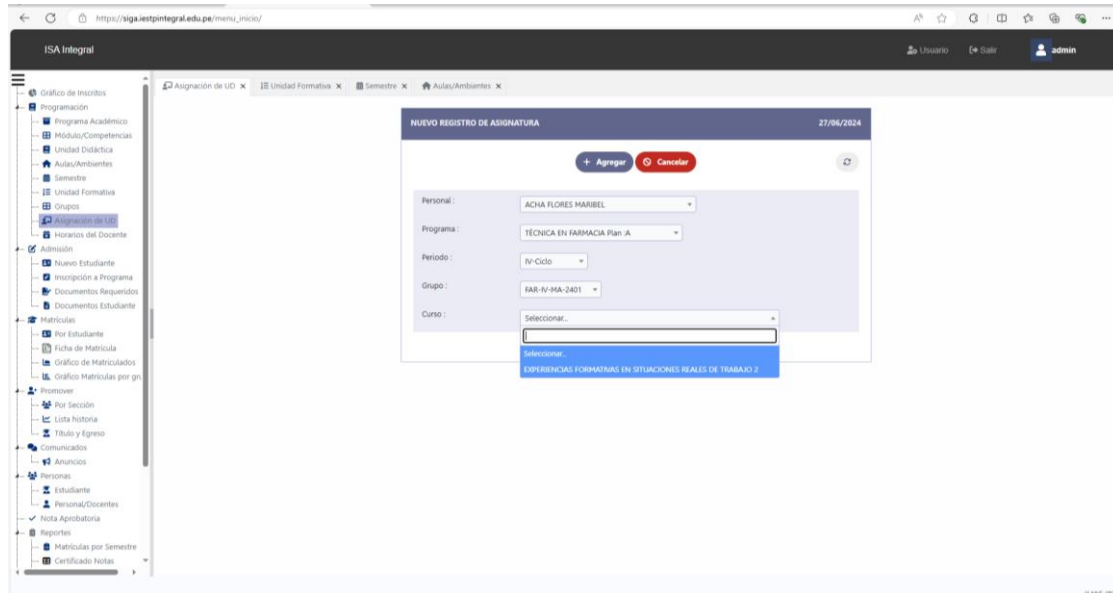 https://siga.iestpintegral.edu.pe/menu_inicio/
ISA Integral
Usuario
Salir
admin
Asignación de UD ×
Unidad Formativa ×
Semestre ×
Aulas/Ambientes ×
Gráfico de Inscritos
Programación
Programa Académico
Módulo/Competencias
Unidad Didáctica
Aulas/Ambientes
Semestre
Unidad Formativa
Grupos
Asignación de UD
Horarios del Docente
Admisión
Nuevo Estudiante
Inscripción a Programa
Documentos Requeridos
Documentos Estudiante
Matrículas
Por Estudiante
Ficha de Matrícula
Gráfico de Matriculados
Gráfico Matrículas por gru
Promover
Por Sección
Lista historia
Título y Egreso
Comunicados
Anuncios
Personas
Estudiante
Personal/Docentes
Nota Aprobatoria
Reportes
Matrículas por Semestre
Certificado Notas
NUEVO REGISTRO DE ASIGNATURA 27/06/2024
+ Agregar
Cancelar
Personal : ACHA FLORES MARIBEL
Programa : TÉCNICA EN FARMACIA Plan :A
Periodo : IV-Ciclo
Grupo : FAR-IV-MA-2401
Curso : Seleccionar...
Seleccionar..
EXPERIENCIAS FORMATIVAS EN SITUACIONES REALES DE TRABAJO 2